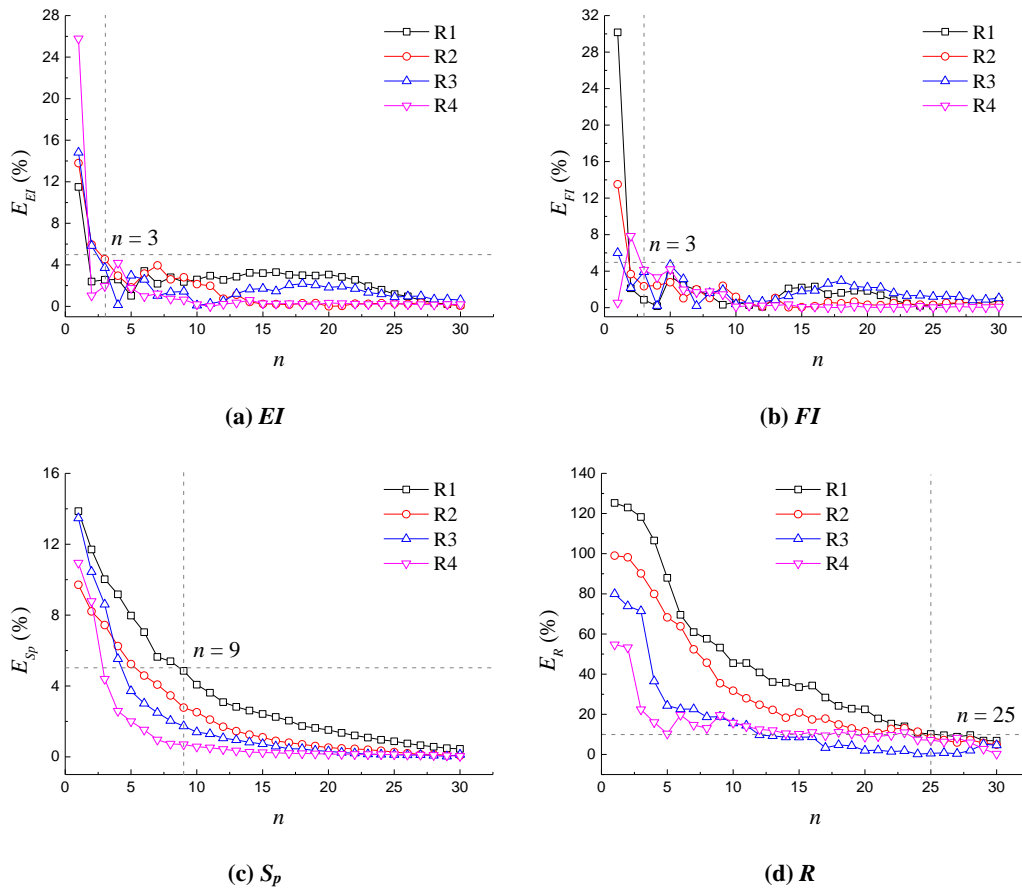 28
24
20
16
12
8
4
0
E_EI (%)
R1
R2
R3
R4
n = 3
0 5 10 15 20 25 30
n
(a) EI
32
28
24
20
16
12
8
4
0
E_FI (%)
R1
R2
R3
R4
n = 3
0 5 10 15 20 25 30
n
(b) FI
16
12
8
4
0
E_Sp (%)
R1
R2
R3
R4
n = 9
0 5 10 15 20 25 30
n
(c) S_p
140
120
100
80
60
40
20
0
E_R (%)
R1
R2
R3
R4
n = 25
0 5 10 15 20 25 30
n
(d) R